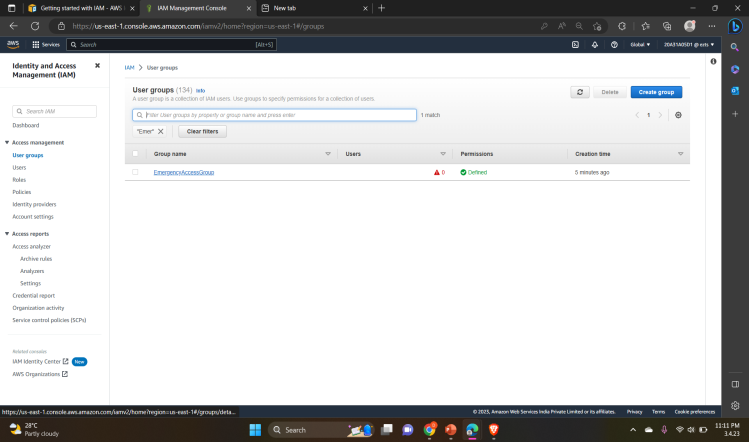 Getting started with IAM - AWS I
IAM Management Console
New tab
https://us-east-1.console.aws.amazon.com/iamv2/home?region=us-east-1#/groups
aws
Services
Search
[Alt+S]
Global
Identity and Access
Management (IAM)
Search IAM
Dashboard
Access management
User groups
Users
Roles
Policies
Identity providers
Account settings
Access reports
Access analyzer
Archive rules
Analyzers
Settings
Credential report
Organization activity
Service control policies (SCPs)
Related consoles
IAM Identity Center
New
AWS Organizations
IAM > User groups
User groups (134) Info
A user group is a collection of IAM users. Use groups to specify permissions for a collection of users.
Delete
Create group
Filter User groups by property or group name and press enter
1 match
1
"Emer"
Clear filters
Group name
Users
Permissions
Creation time
EmergencyAccessGroup
0
Defined
5 minutes ago
https://us-east-1.console.aws.amazon.com/iamv2/home?region=us-east-1#/groups/deta...
© 2023, Amazon Web Services India Private Limited or its affiliates.
Privacy
Terms
Cookie preferences
28°C
Partly cloudy
Search
11:11 PM
3.4.23